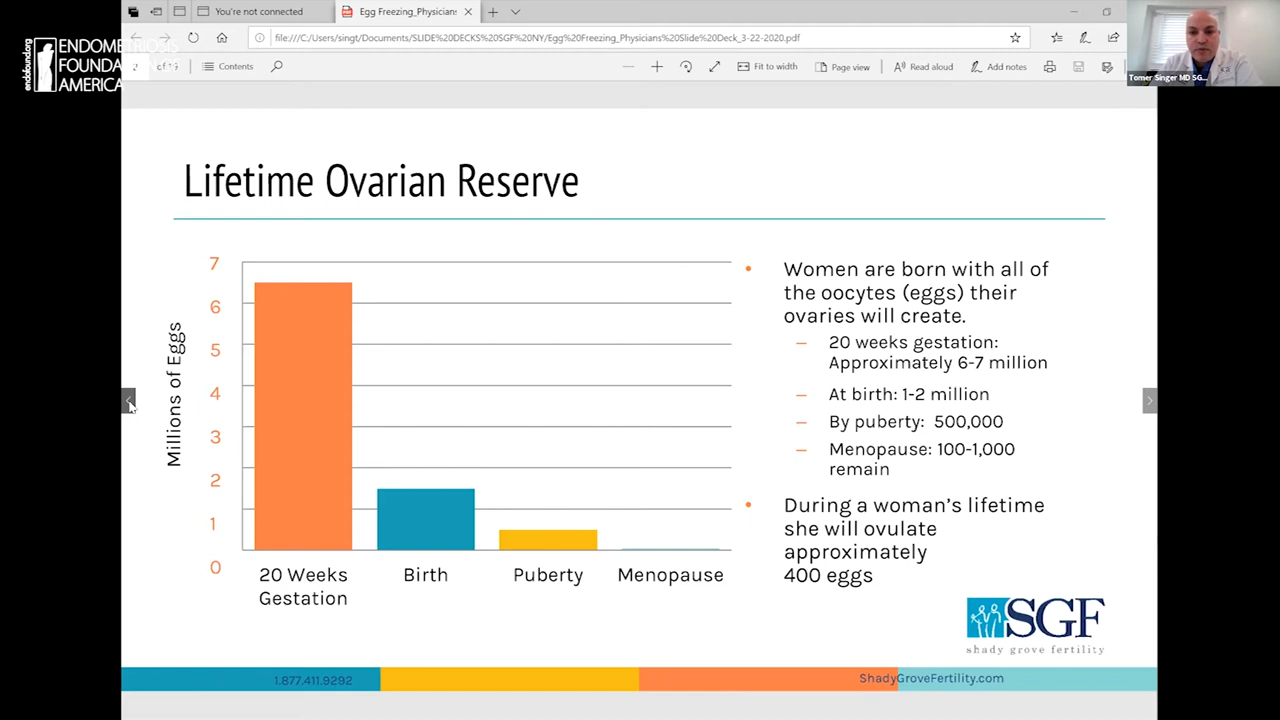 You're not connected
Egg Freezing_Physicians
file:///C:/Users/singt/Documents/SLIDE%20DECKS%20SGF%20NY/Egg%20Freezing_Physicians%20Slide%20Deck_3-22-2020.pdf
Contents
Fit to width
Page view
Read aloud
Add notes
Tomer Singer MD SG...
endofound.org
ENDOMETRIOSIS
FOUNDATION
AMERICA
Lifetime Ovarian Reserve
Millions of Eggs
7
6
5
4
3
2
1
0
20 Weeks
Gestation
Birth
Puberty
Menopause
• Women are born with all of
the oocytes (eggs) their
ovaries will create.
– 20 weeks gestation:
Approximately 6-7 million
– At birth: 1-2 million
– By puberty: 500,000
– Menopause: 100-1,000
remain
• During a woman's lifetime
she will ovulate
approximately
400 eggs
SGF
shady grove fertility
1.877.411.9292
ShadyGroveFertility.com